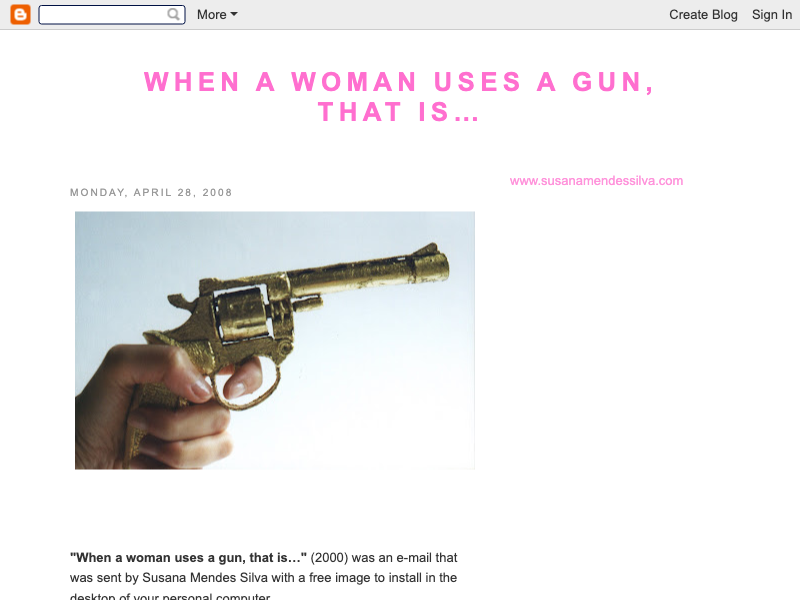 More
Create Blog
Sign In
WHEN A WOMAN USES A GUN,
THAT IS…
www.susanamendessilva.com
MONDAY, APRIL 28, 2008
"When a woman uses a gun, that is…" (2000) was an e-mail that
was sent by Susana Mendes Silva with a free image to install in the
desktop of your personal computer.